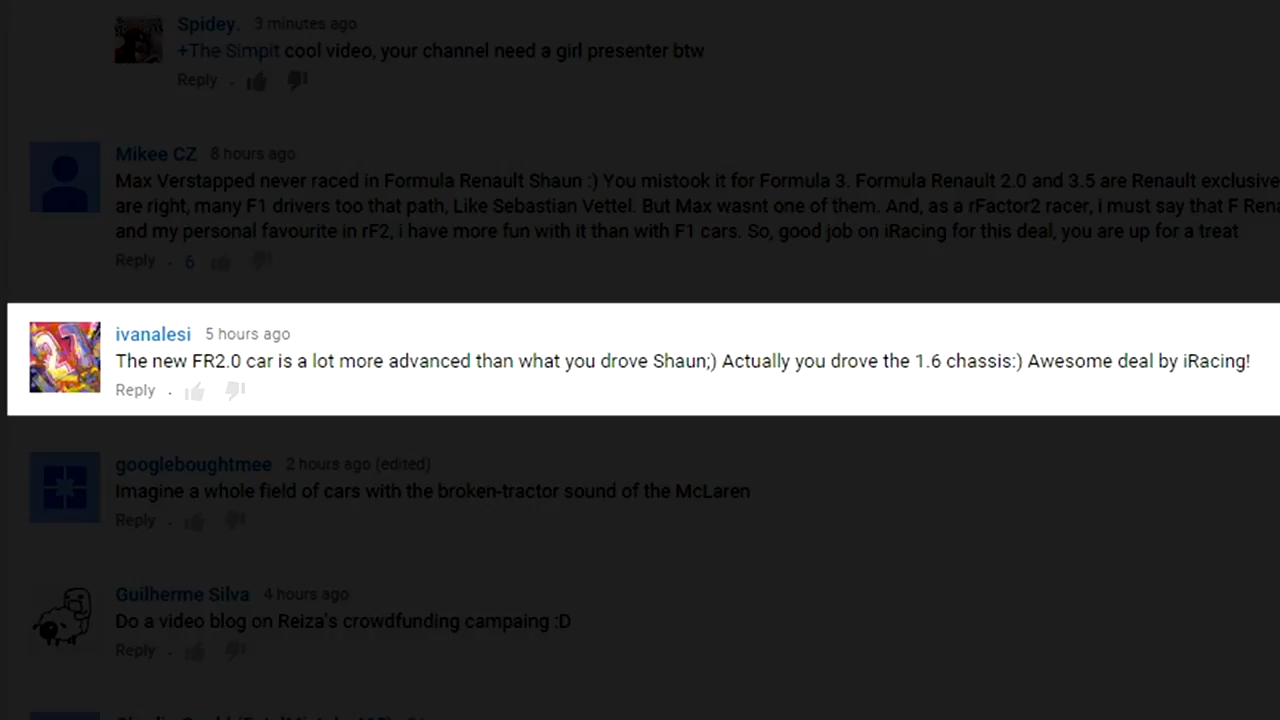 Spidey. 3 minutes ago
+The Simpit cool video, your channel need a girl presenter btw
Reply .
Mikee CZ 8 hours ago
Max Verstapped never raced in Formula Renault Shaun :) You mistook it for Formula 3. Formula Renault 2.0 and 3.5 are Renault exclusive
are right, many F1 drivers too that path, Like Sebastian Vettel. But Max wasnt one of them. And, as a rFactor2 racer, i must say that F Rena
and my personal favourite in rF2, i have more fun with it than with F1 cars. So, good job on iRacing for this deal, you are up for a treat
Reply . 6
ivanalesi 5 hours ago
The new FR2.0 car is a lot more advanced than what you drove Shaun;) Actually you drove the 1.6 chassis:) Awesome deal by iRacing!
Reply .
googleboughtmee 2 hours ago (edited)
Imagine a whole field of cars with the broken-tractor sound of the McLaren
Reply .
Guilherme Silva 4 hours ago
Do a video blog on Reiza's crowdfunding campaing :D
Reply .